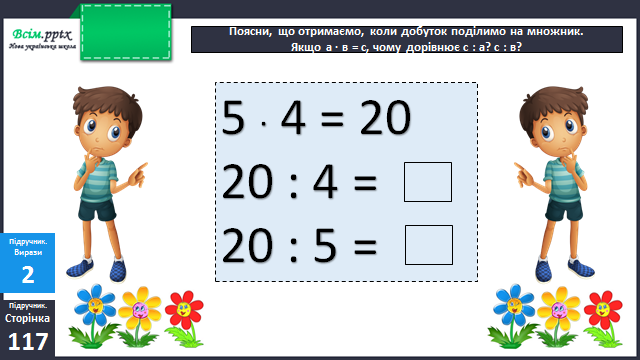 Всім.pptx
Нова українська школа
Поясни, що отримаємо, коли добуток поділимо на множник.
Якщо а · в = с, чому дорівнює с : а? с : в?
5 · 4 = 20
20 : 4 =
20 : 5 =
Підручник.
Вирази
2
Підручник.
Сторінка
117